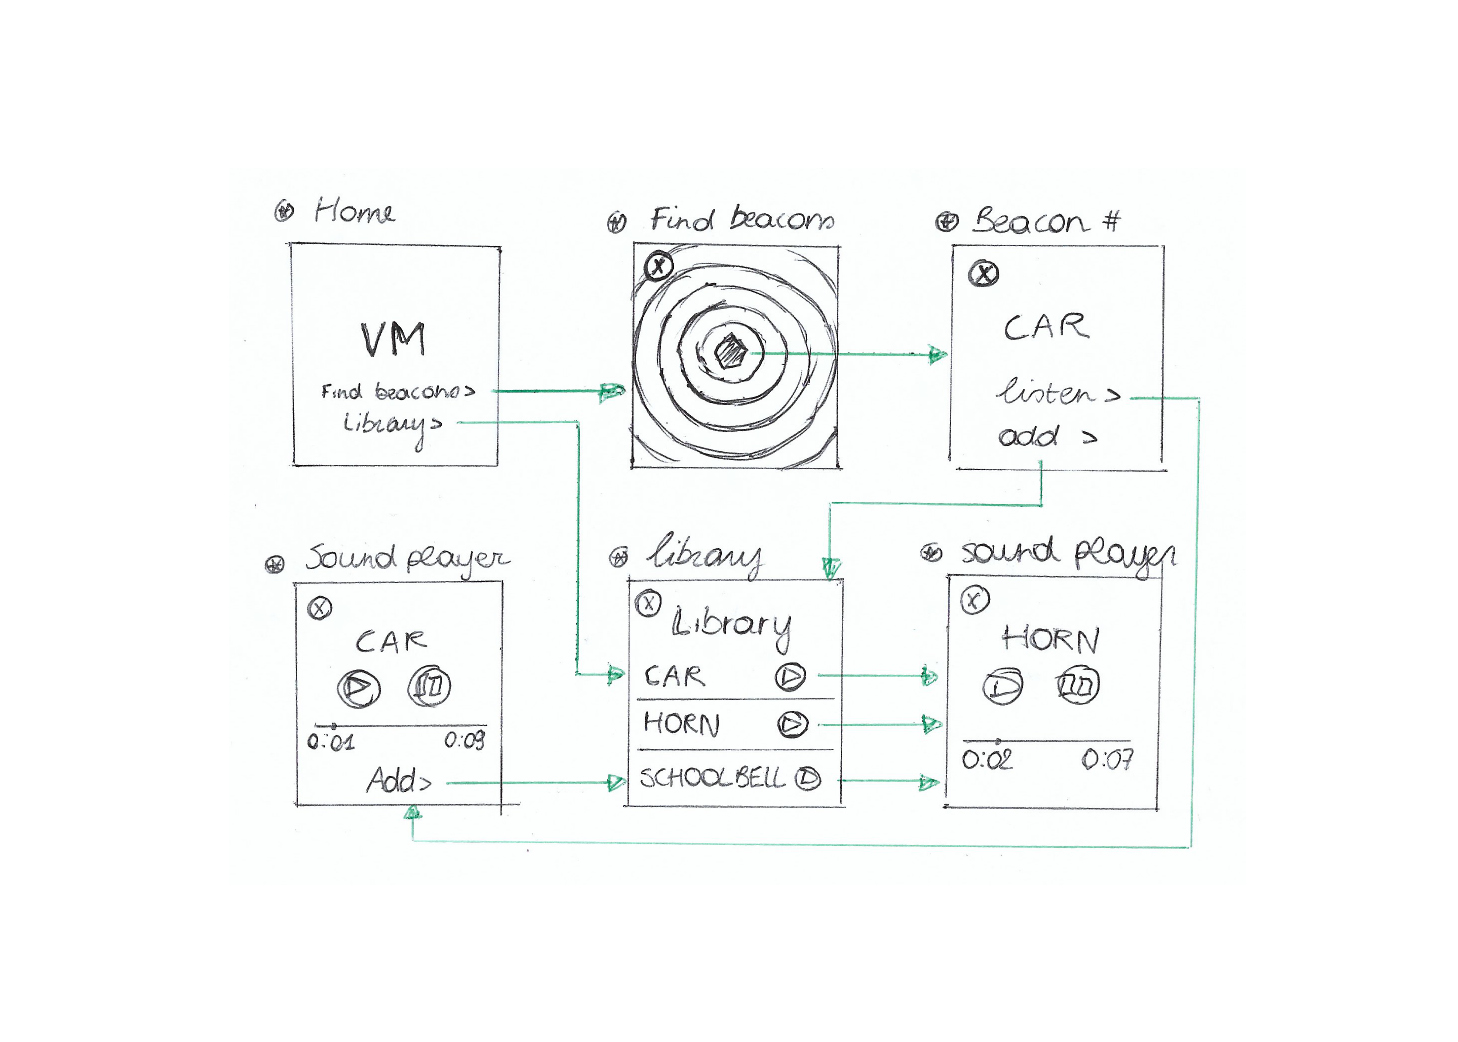 Home
VM
Find beacons>
Library>
Find beacons
X
Beacon #
X
CAR
listen >
add >
Sound player
X
CAR
0:01 0:09
Add>
library
X
Library
CAR
HORN
SCHOOLBELL
sound player
X
HORN
0:02 0:07